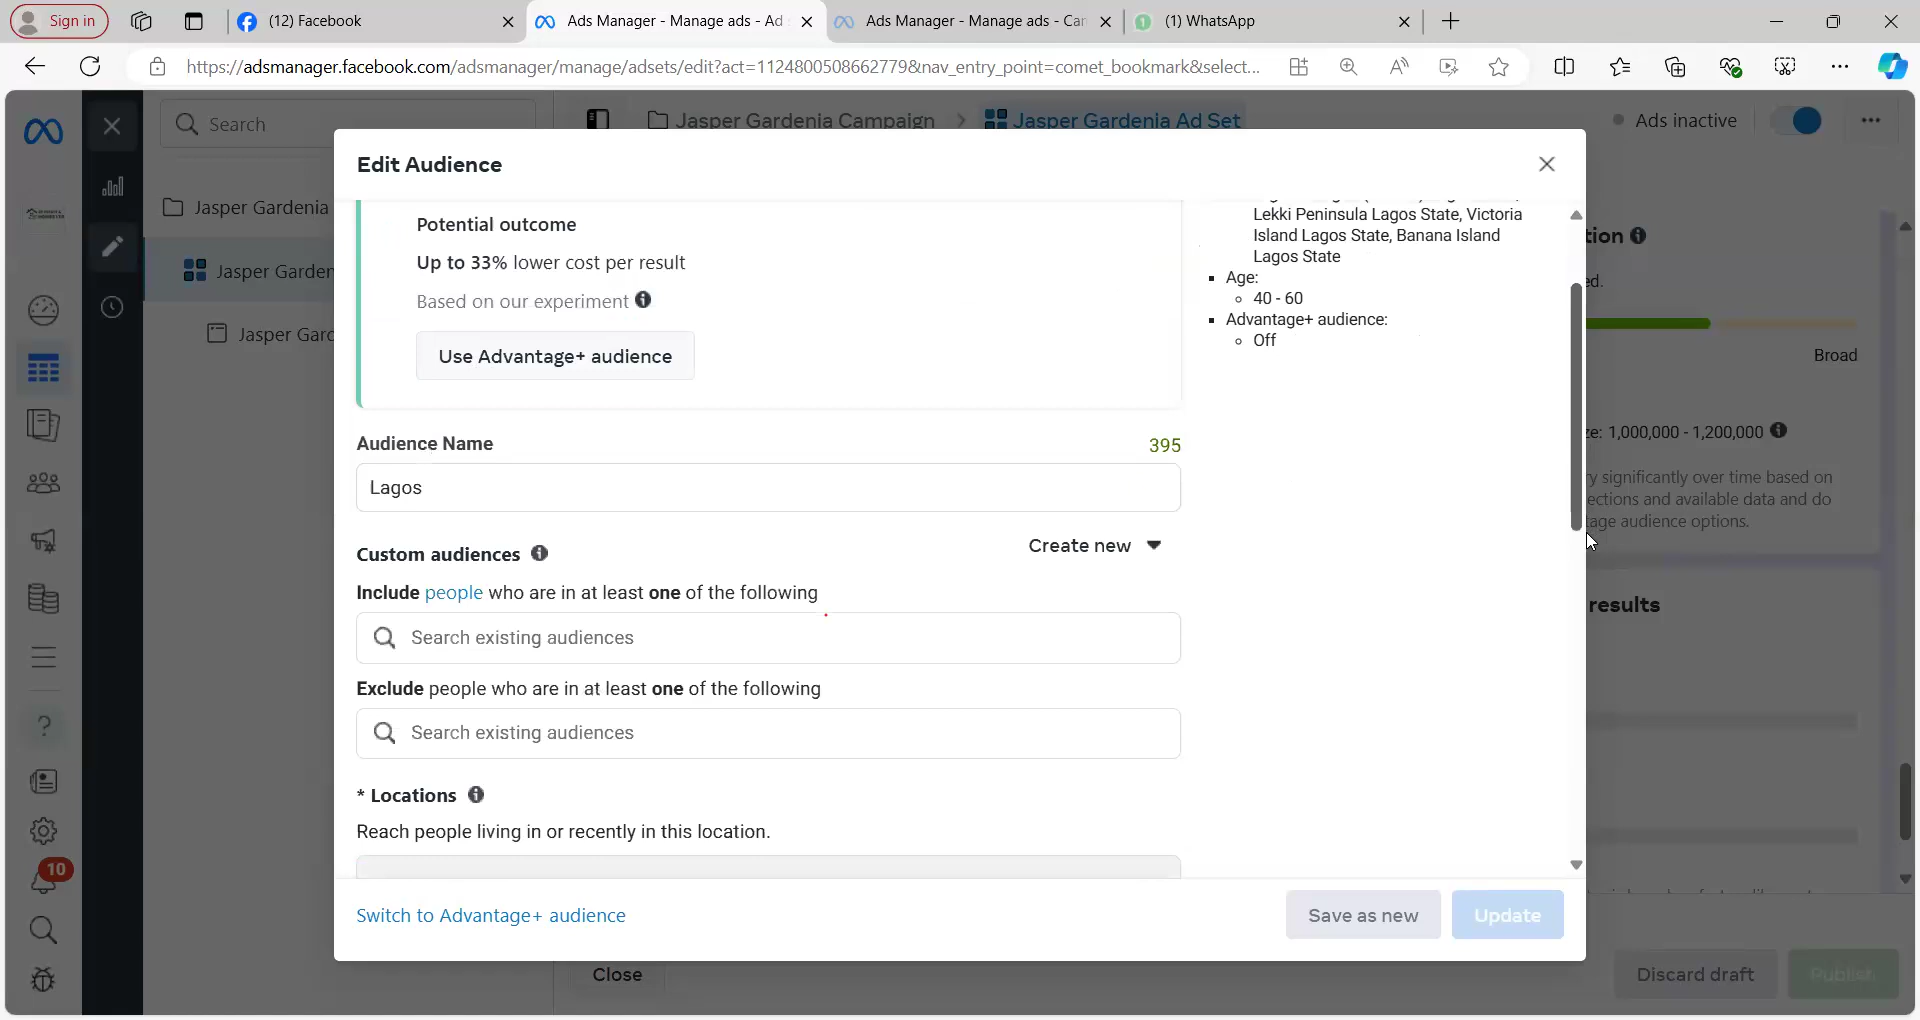 Sign in
(12) Facebook
Ads Manager - Manage ads - Ad
Ads Manager - Manage ads - Car
1
(1) WhatsApp
https://adsmanager.facebook.com/adsmanager/manage/adsets/edit?act=1124800508662779&nav_entry_point=comet_bookmark&select...
Search
Jasper Gardenia Campaign
Jasper Gardenia Ad Set
Ads inactive
Jasper Gardenia
Jasper Garden
Jasper Gard
10
Edit Audience
Potential outcome
Up to 33% lower cost per result
Based on our experiment
Use Advantage+ audience
Lekki Peninsula Lagos State, Victoria
Island Lagos State, Banana Island
Lagos State
Age:
40 - 60
Advantage+ audience:
Off
Audience Name
395
Lagos
Custom audiences
Create new
Include people who are in at least one of the following
Search existing audiences
Exclude people who are in at least one of the following
Search existing audiences
* Locations
Reach people living in or recently in this location.
Switch to Advantage+ audience
Save as new
Update
tion
ed.
Broad
ze: 1,000,000 - 1,200,000
y significantly over time based on
ections and available data and do
tage audience options.
results
Close
Discard draft
Publish